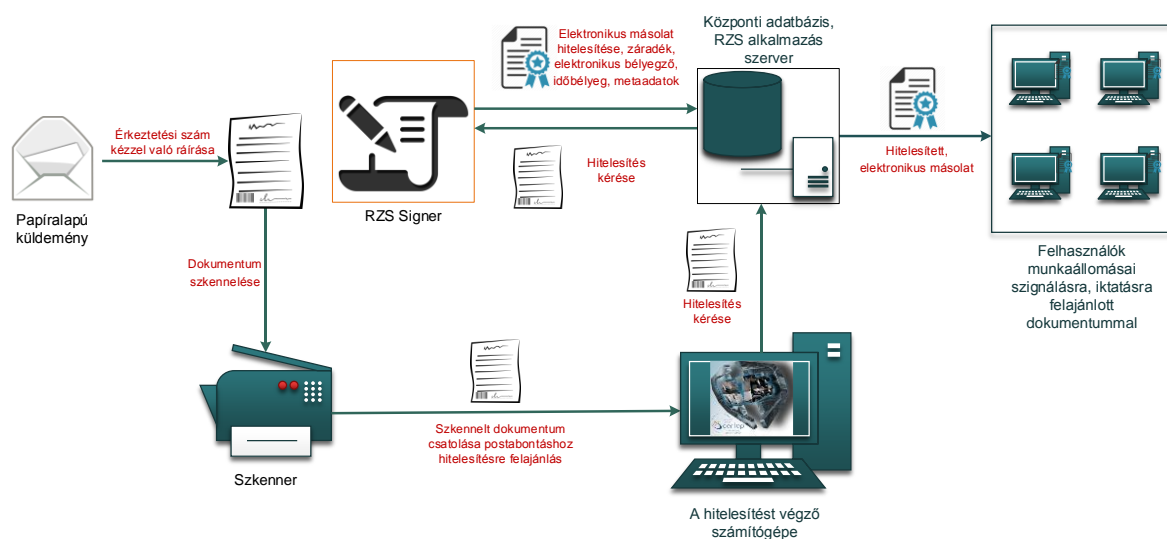 Érkeztetési szám
kézzel való ráírása
Papíralapú
küldemény
Dokumentum
szkennelése
Szkenner
Szkennelt dokumentum
csatolása postabontáshoz
hitelesítésre felajánlás
A hitelesítést végző
számítógépe
Hitelesítés
kérése
RZS Signer
Elektronikus másolat
hitelesítése, záradék,
elektronikus bélyegző,
időbélyeg, metaadatok
Hitelesítés
kérése
Központi adatbázis,
RZS alkalmazás
szerver
Hitelesített,
elektronikus másolat
Felhasználók
munkaállomásai
szignálásra, iktatásra
felajánlott
dokumentummal